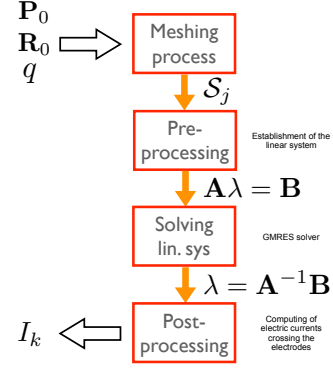 P₀
R₀
q
Meshing
process
𝒮ⱼ
Pre-
processing
Establishment of the
linear system
Aλ = B
Solving
lin. sys
GMRES solver
λ = A⁻¹B
Post-
processing
Computing of
electric currents
crossing the
electrodes
Iₖ